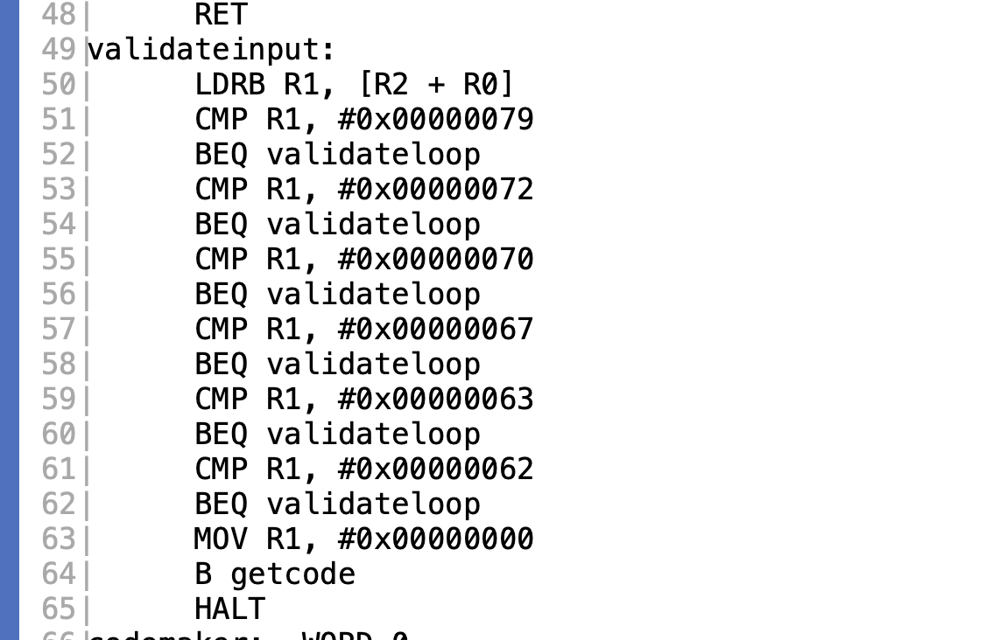 48|      RET
49|validateinput:
50|      LDRB R1, [R2 + R0]
51|      CMP R1, #0x00000079
52|      BEQ validateloop
53|      CMP R1, #0x00000072
54|      BEQ validateloop
55|      CMP R1, #0x00000070
56|      BEQ validateloop
57|      CMP R1, #0x00000067
58|      BEQ validateloop
59|      CMP R1, #0x00000063
60|      BEQ validateloop
61|      CMP R1, #0x00000062
62|      BEQ validateloop
63|      MOV R1, #0x00000000
64|      B getcode
65|      HALT
66|codemaker: .WORD 0